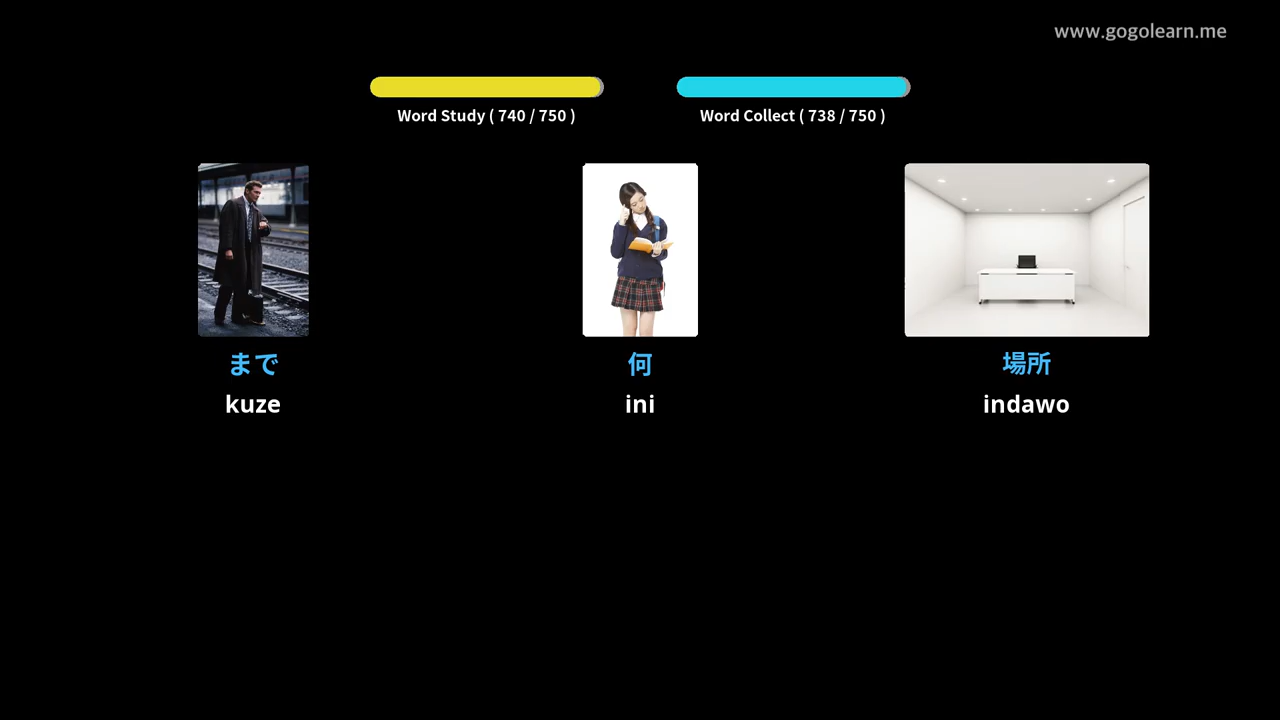 www.gogolearn.me
Word Study ( 740 / 750 )
Word Collect ( 738 / 750 )
まで
何
場所
kuze
ini
indawo